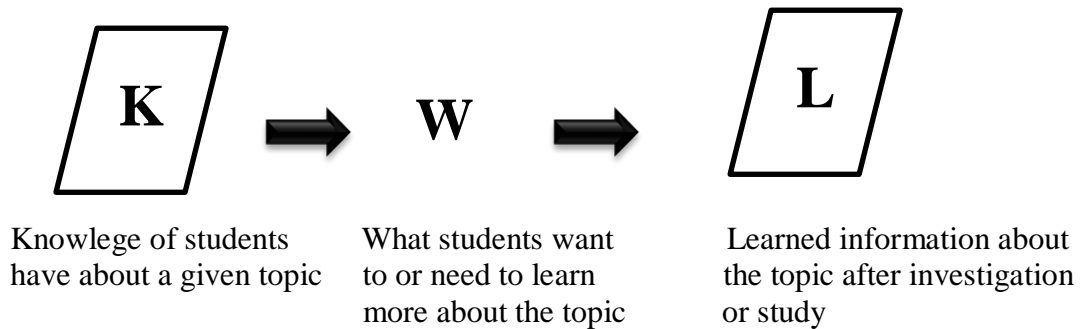 K
W
L
Knowlege of students
have about a given topic
What students want
to or need to learn
more about the topic
Learned information about
the topic after investigation
or study